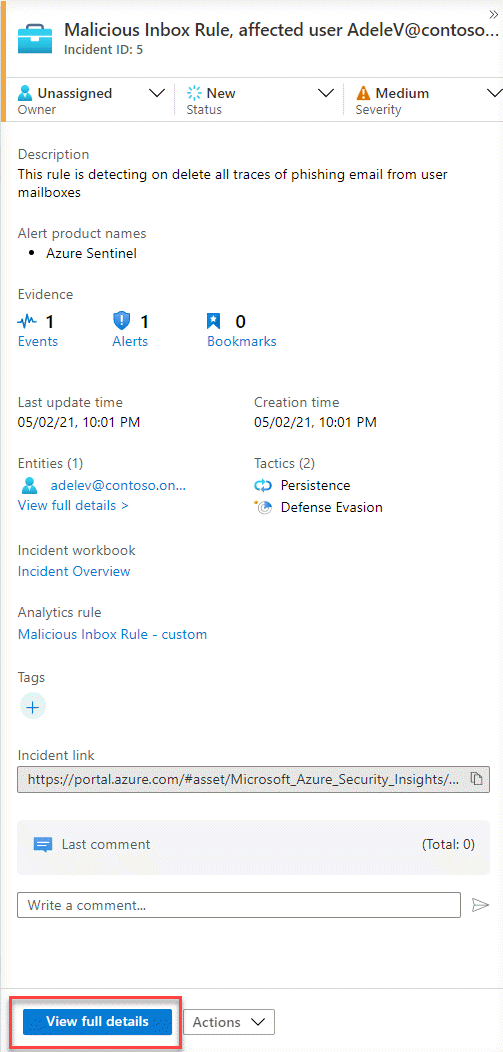 Malicious Inbox Rule, affected user AdeleV@contoso...
Incident ID: 5
Unassigned New Medium
Owner Status Severity
Description
This rule is detecting on delete all traces of phishing email from user
mailboxes
Alert product names
• Azure Sentinel
Evidence
1 1 0
Events Alerts Bookmarks
Last update time Creation time
05/02/21, 10:01 PM 05/02/21, 10:01 PM
Entities (1) Tactics (2)
adelev@contoso.on... Persistence
View full details > Defense Evasion
Incident workbook
Incident Overview
Analytics rule
Malicious Inbox Rule - custom
Tags
Incident link
https://portal.azure.com/#asset/Microsoft_Azure_Security_Insights/...
Last comment (Total: 0)
Write a comment...
View full details Actions